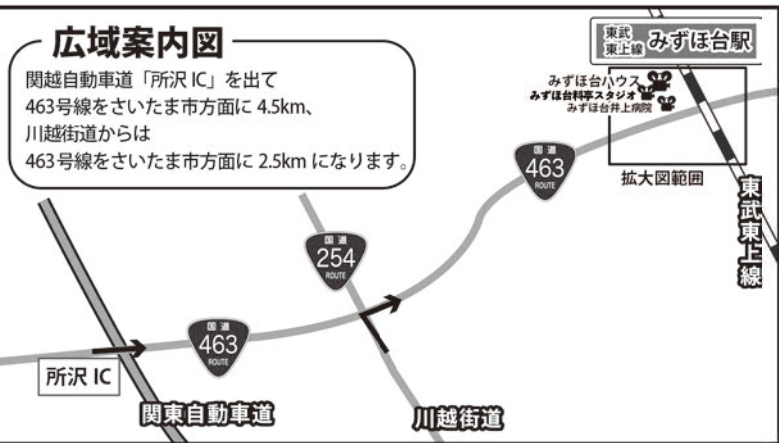 広域案内図
関越自動車道「所沢 IC」を出て
463号線をさいたま市方面に 4.5km、
川越街道からは
463号線をさいたま市方面に 2.5km になります。
東武
東上線 みずほ台駅
みずほ台ハウス
みずほ台料亭スタジオ
みずほ台井上病院
拡大図範囲
東武東上線
国道
463
ROUTE
国道
254
ROUTE
国道
463
ROUTE
所沢 IC
関東自動車道
川越街道